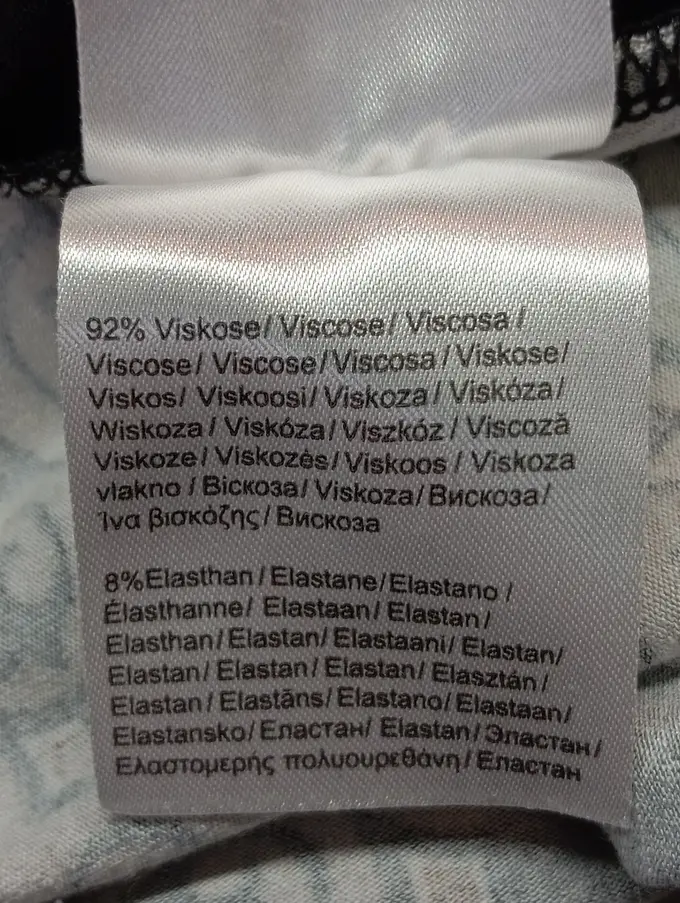 92% Viskose/ Viscose/ Viscosa/
Viscose/ Viscose/Viscosa/Viskose/
Viskos/ Viskoosi/Viskoza/Viskóza/
Wiskoza/ Viskóza/Viszkóz/ Viscoză
Viskoze/Viskozės/Viskoos/ Viskoza
vlakno / Віскоза/Viskoza/Вискоза/
Ίνα βισκόζης/Вискоза
8%Elasthan/Elastane/Elastano/
Élasthanne/ Elastaan/Elastan/
Elasthan/Elastan/Elastaani/Elastan/
Elastan/Elastan/Elastan/Elasztán/
Elastan/Elastāns/Elastano/Elastaan/
Elastansko/Еластан/ Elastan/Эластан/
Ελαστομερής πολυουρεθάνη/Еластан